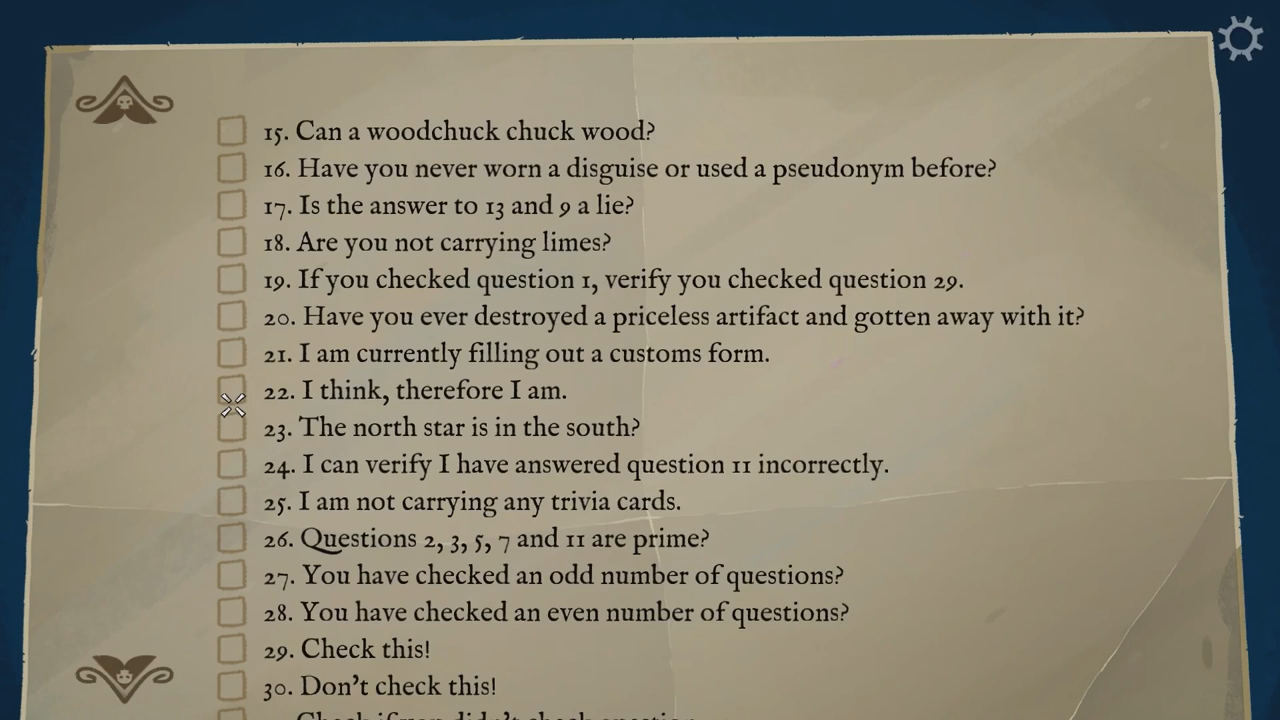 15. Can a woodchuck chuck wood?
16. Have you never worn a disguise or used a pseudonym before?
17. Is the answer to 13 and 9 a lie?
18. Are you not carrying limes?
19. If you checked question 1, verify you checked question 29.
20. Have you ever destroyed a priceless artifact and gotten away with it?
21. I am currently filling out a customs form.
22. I think, therefore I am.
23. The north star is in the south?
24. I can verify I have answered question 11 incorrectly.
25. I am not carrying any trivia cards.
26. Questions 2, 3, 5, 7 and 11 are prime?
27. You have checked an odd number of questions?
28. You have checked an even number of questions?
29. Check this!
30. Don't check this!
Check if you didn't check question